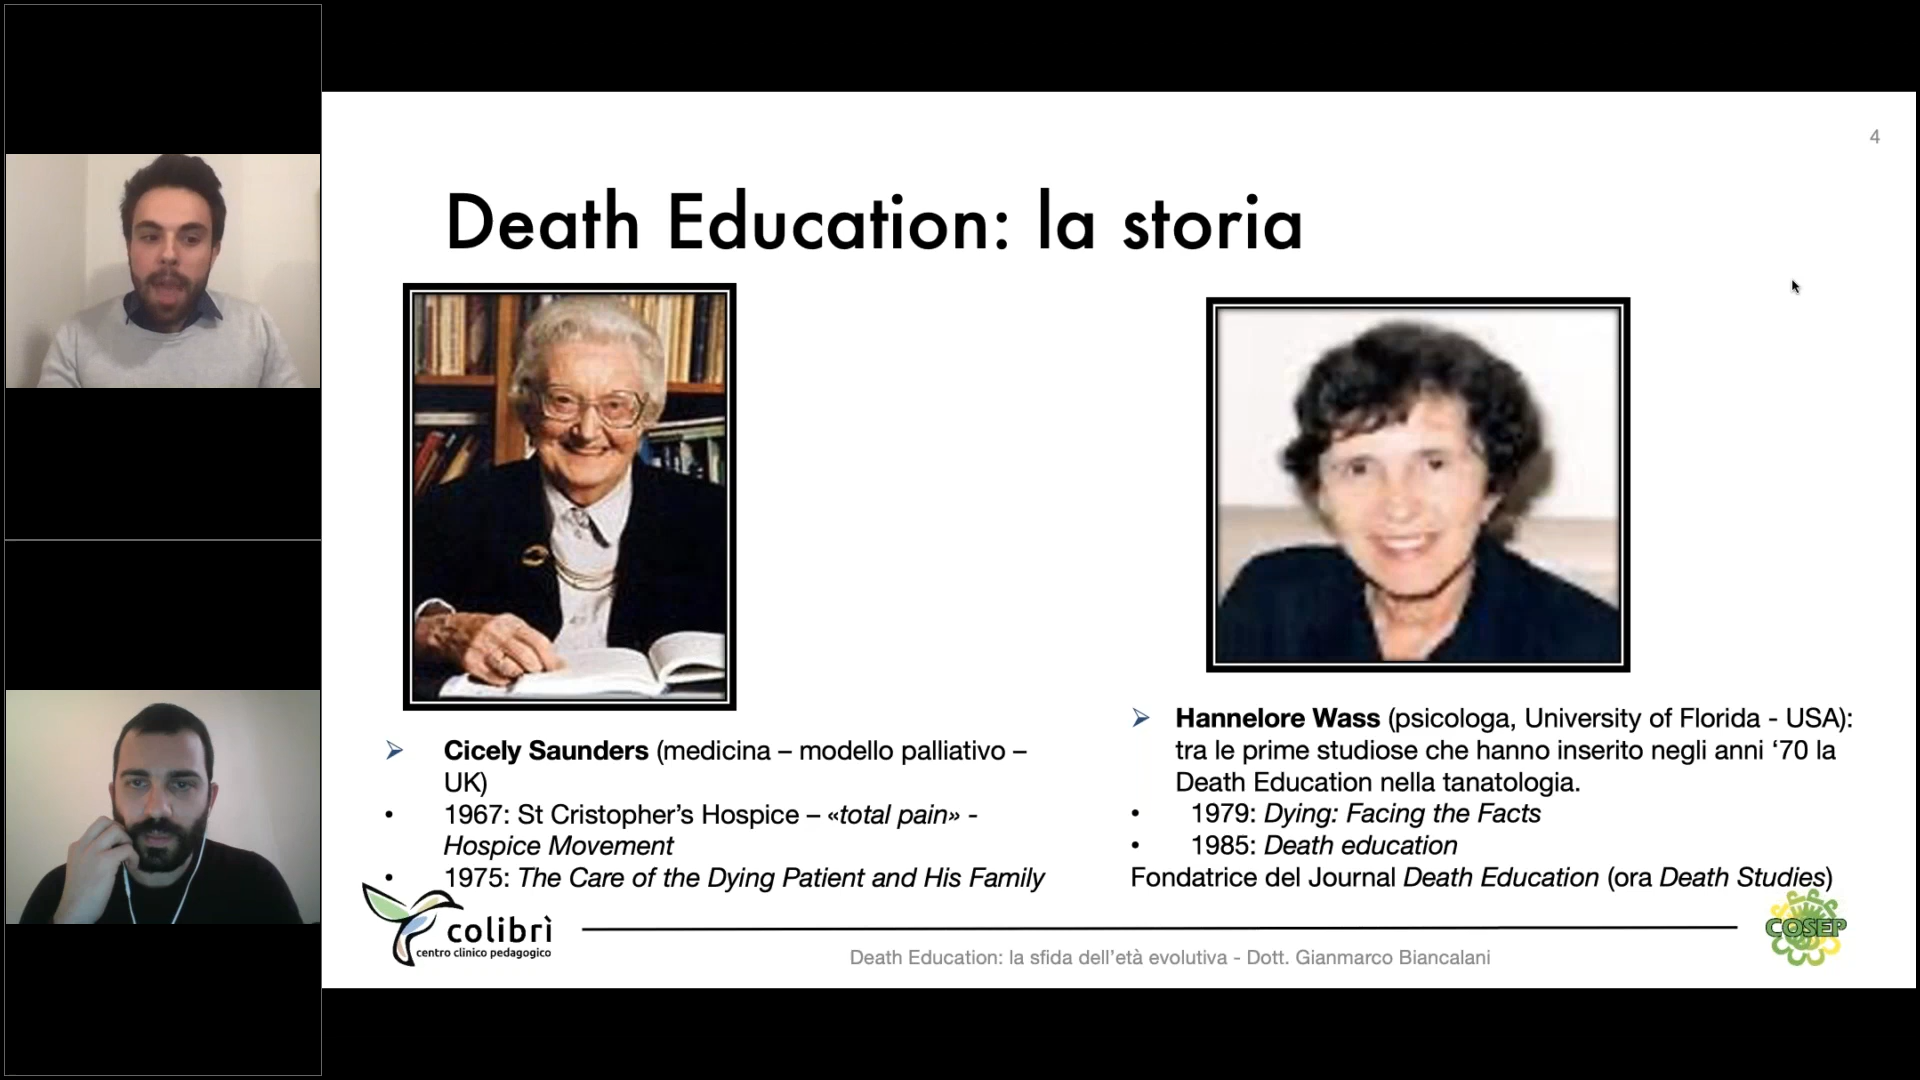 4
Death Education: la storia
Cicely Saunders (medicina – modello palliativo –
UK)
1967: St Cristopher’s Hospice – «total pain» -
Hospice Movement
1975: The Care of the Dying Patient and His Family
Hannelore Wass (psicologa, University of Florida - USA):
tra le prime studiose che hanno inserito negli anni ‘70 la
Death Education nella tanatologia.
1979: Dying: Facing the Facts
1985: Death education
Fondatrice del Journal Death Education (ora Death Studies)
colibrì
centro clinico pedagogico
Death Education: la sfida dell’età evolutiva - Dott. Gianmarco Biancalani
COSEP